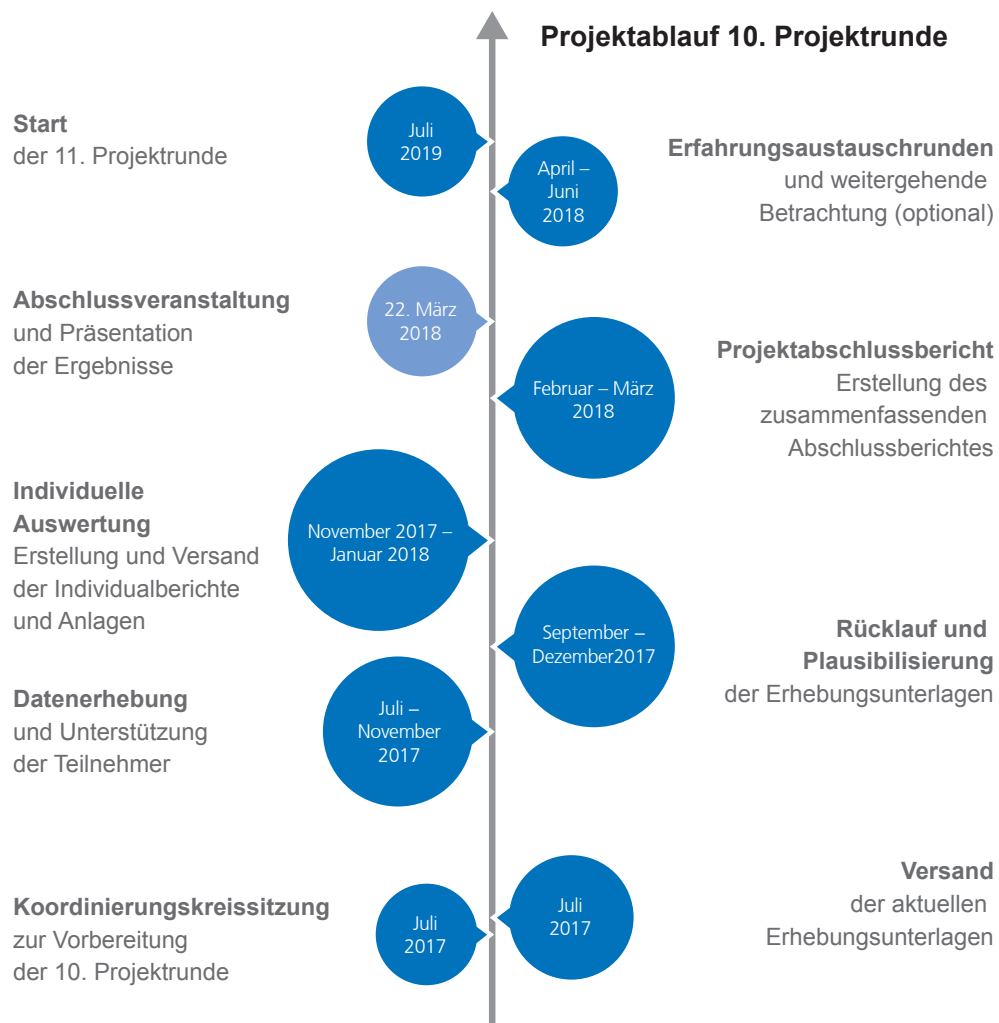 Projektablauf 10. Projektrunde
Start
der 11. Projektrunde
Juli
2019
April –
Juni
2018
Erfahrungsaustauschrunden
und weitergehende
Betrachtung (optional)
Abschlussveranstaltung
und Präsentation
der Ergebnisse
22. März
2018
Februar – März
2018
Projektabschlussbericht
Erstellung des
zusammenfassenden
Abschlussberichtes
Individuelle
Auswertung
Erstellung und Versand
der Individualberichte
und Anlagen
November 2017 –
Januar 2018
September –
Dezember2017
Rücklauf und
Plausibilisierung
der Erhebungsunterlagen
Datenerhebung
und Unterstützung
der Teilnehmer
Juli –
November
2017
Juli
2017
Versand
der aktuellen
Erhebungsunterlagen
Koordinierungskreissitzung
zur Vorbereitung
der 10. Projektrunde
Juli
2017